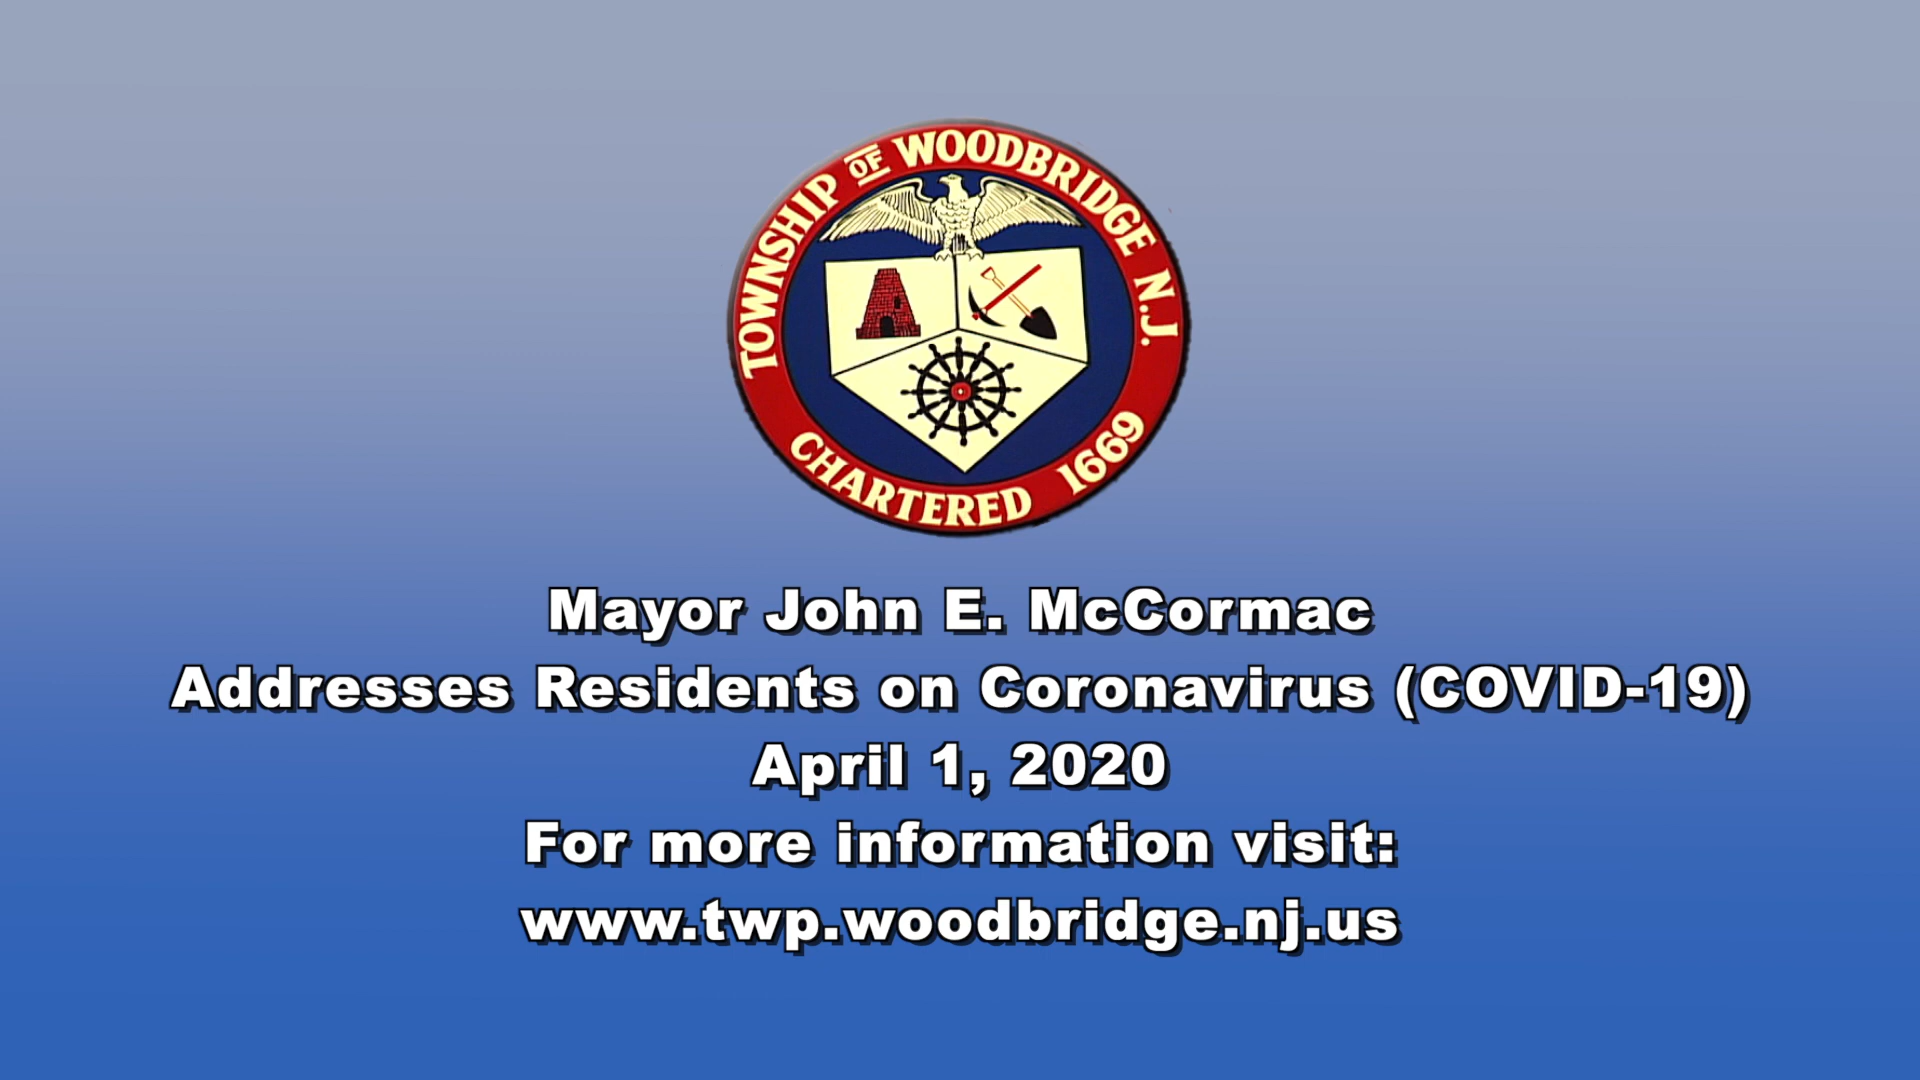 TOWNSHIP OF WOODBRIDGE N.J.
CHARTERED 1669
Mayor John E. McCormac
Addresses Residents on Coronavirus (COVID-19)
April 1, 2020
For more information visit:
www.twp.woodbridge.nj.us